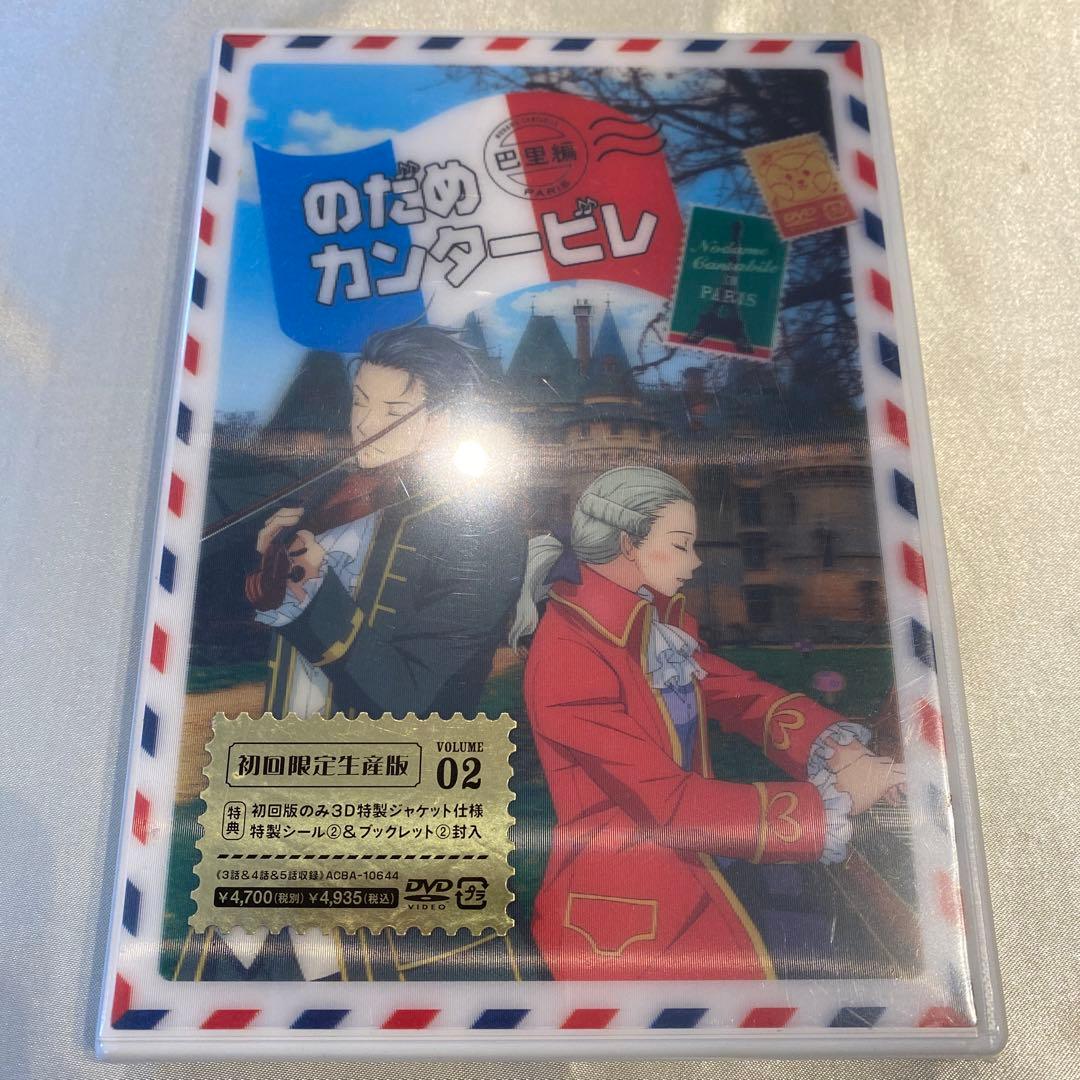 巴里編
PARIS
のだめ
カンタービレ
DVD
Nodame
Cantabile
IN
PARIS
初回限定生産版
VOLUME
02
特典
初回版のみ3D特製ジャケット仕様
特製シール②&ブックレット②封入
《3話&4話&5話収録》ACBA-10644
¥4,700(税別) ¥4,935(税込)
DVD
VIDEO
プラ